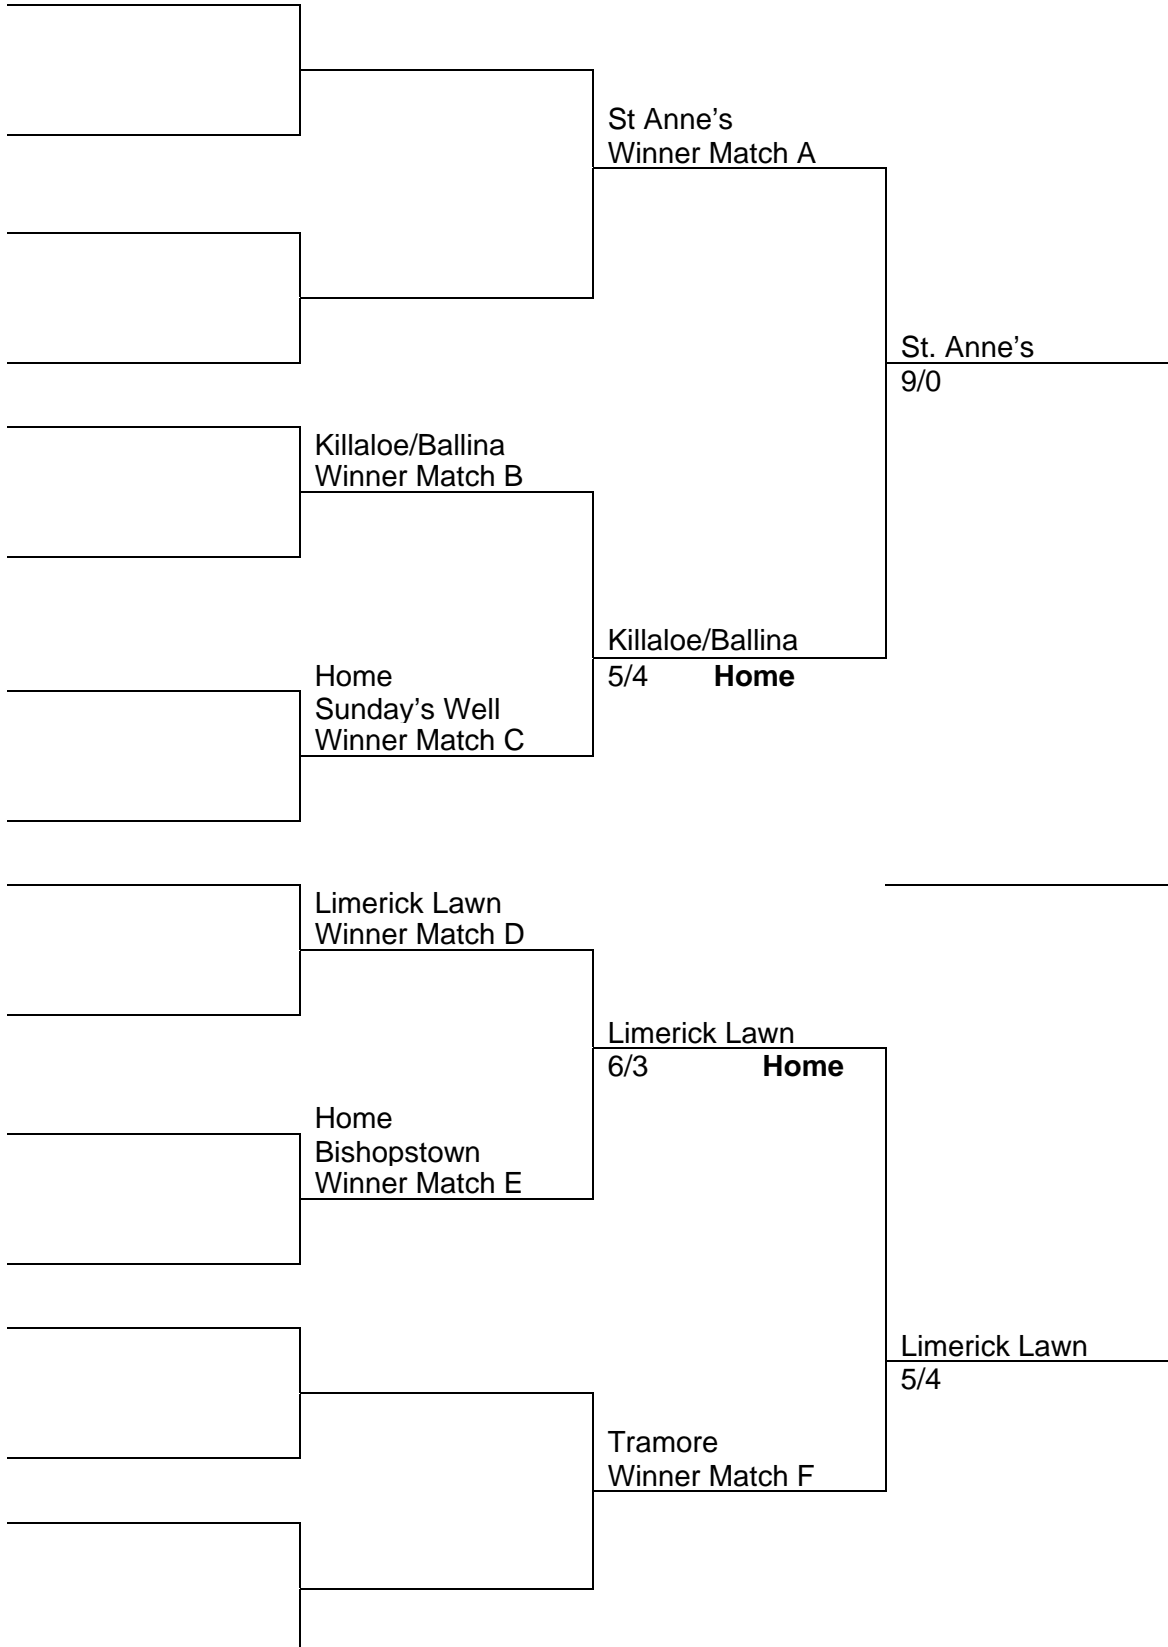 St Anne's
Winner Match A
St. Anne's
9/0
Killaloe/Ballina
Winner Match B
Killaloe/Ballina
5/4 Home
Home
Sunday's Well
Winner Match C
Limerick Lawn
Winner Match D
Limerick Lawn
6/3 Home
Home
Bishopstown
Winner Match E
Limerick Lawn
5/4
Tramore
Winner Match F